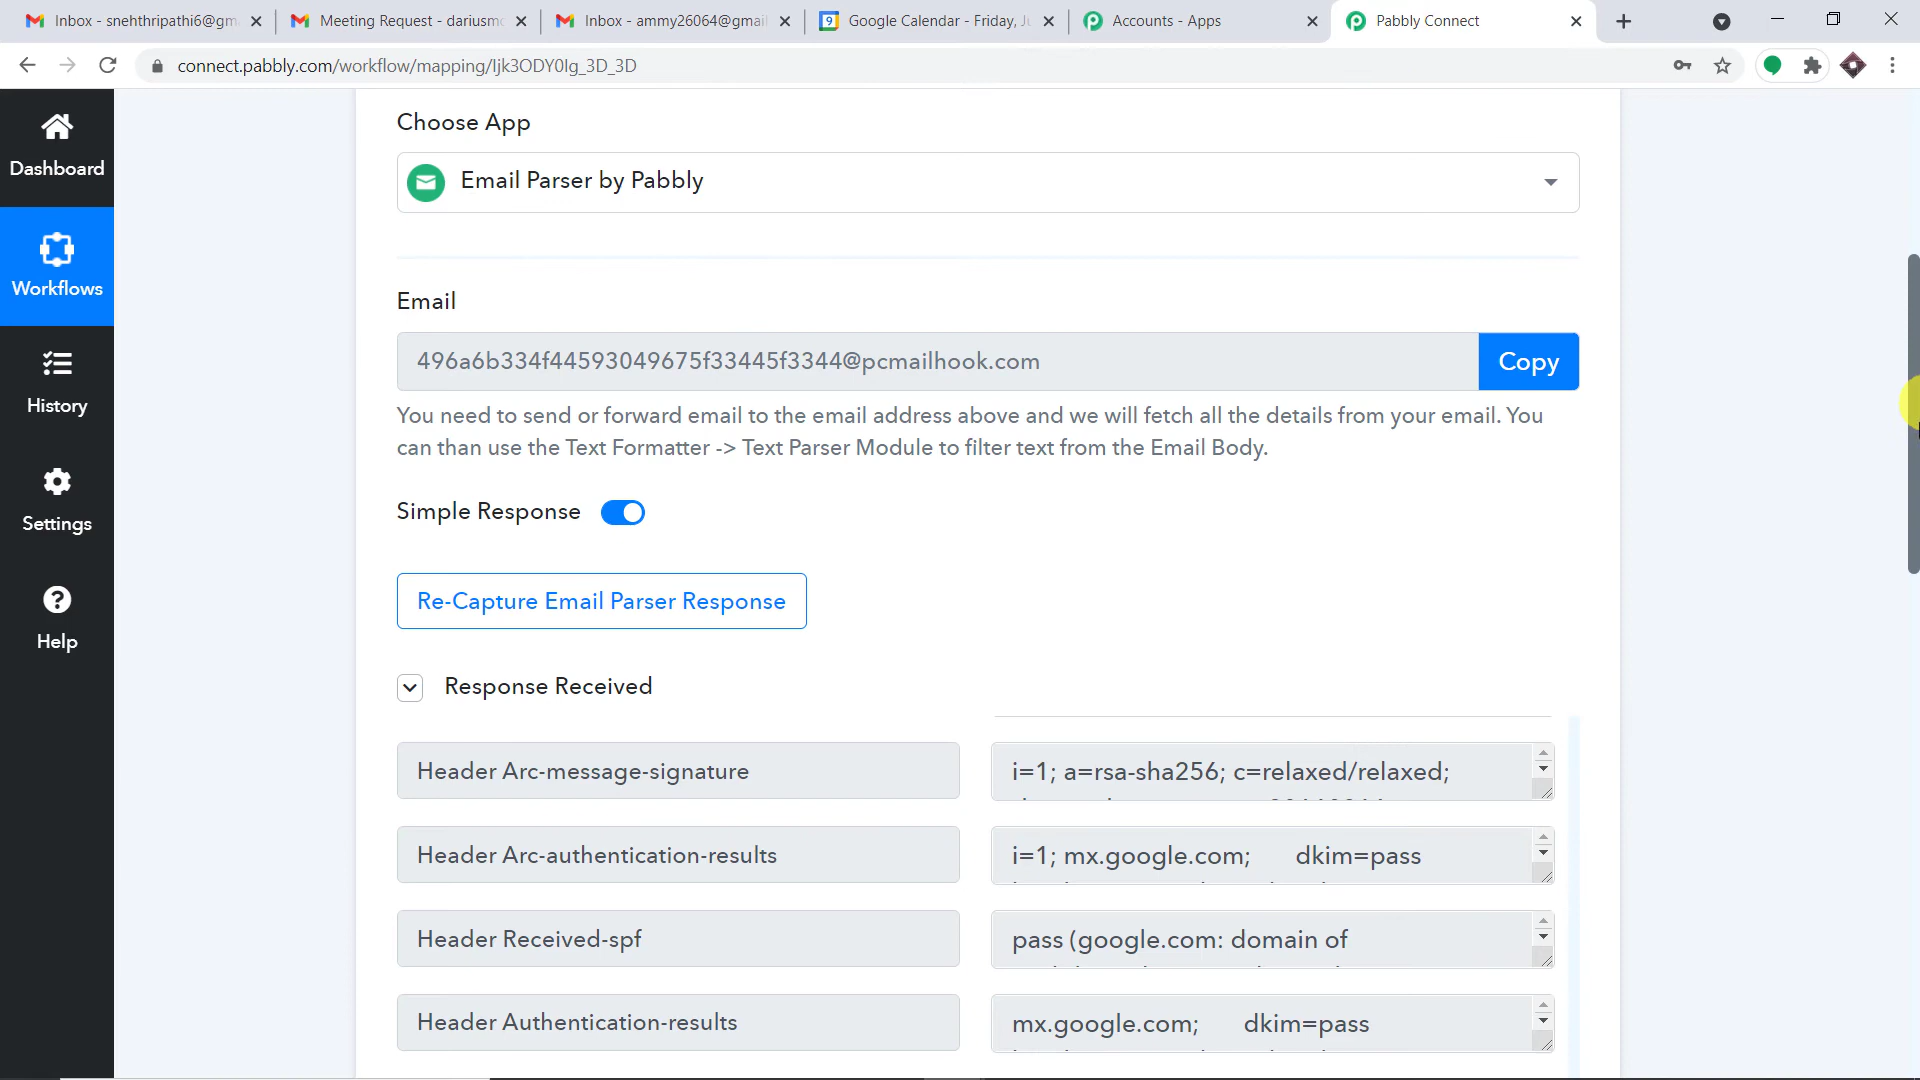 Inbox - snehthripathi6@gm
Meeting Request - dariusmo
Inbox - ammy26064@gmail
9
Google Calendar - Friday, Ju
Accounts - Apps
Pabbly Connect
connect.pabbly.com/workflow/mapping/Ijk3ODY0Ig_3D_3D
Dashboard
Workflows
History
Settings
Help
Choose App
Email Parser by Pabbly
Email
496a6b334f44593049675f33445f3344@pcmailhook.com
Copy
You need to send or forward email to the email address above and we will fetch all the details from your email. You
can than use the Text Formatter -> Text Parser Module to filter text from the Email Body.
Simple Response
Re-Capture Email Parser Response
Response Received
Header Arc-message-signature
i=1; a=rsa-sha256; c=relaxed/relaxed;
Header Arc-authentication-results
i=1; mx.google.com; dkim=pass
Header Received-spf
pass (google.com: domain of
Header Authentication-results
mx.google.com; dkim=pass